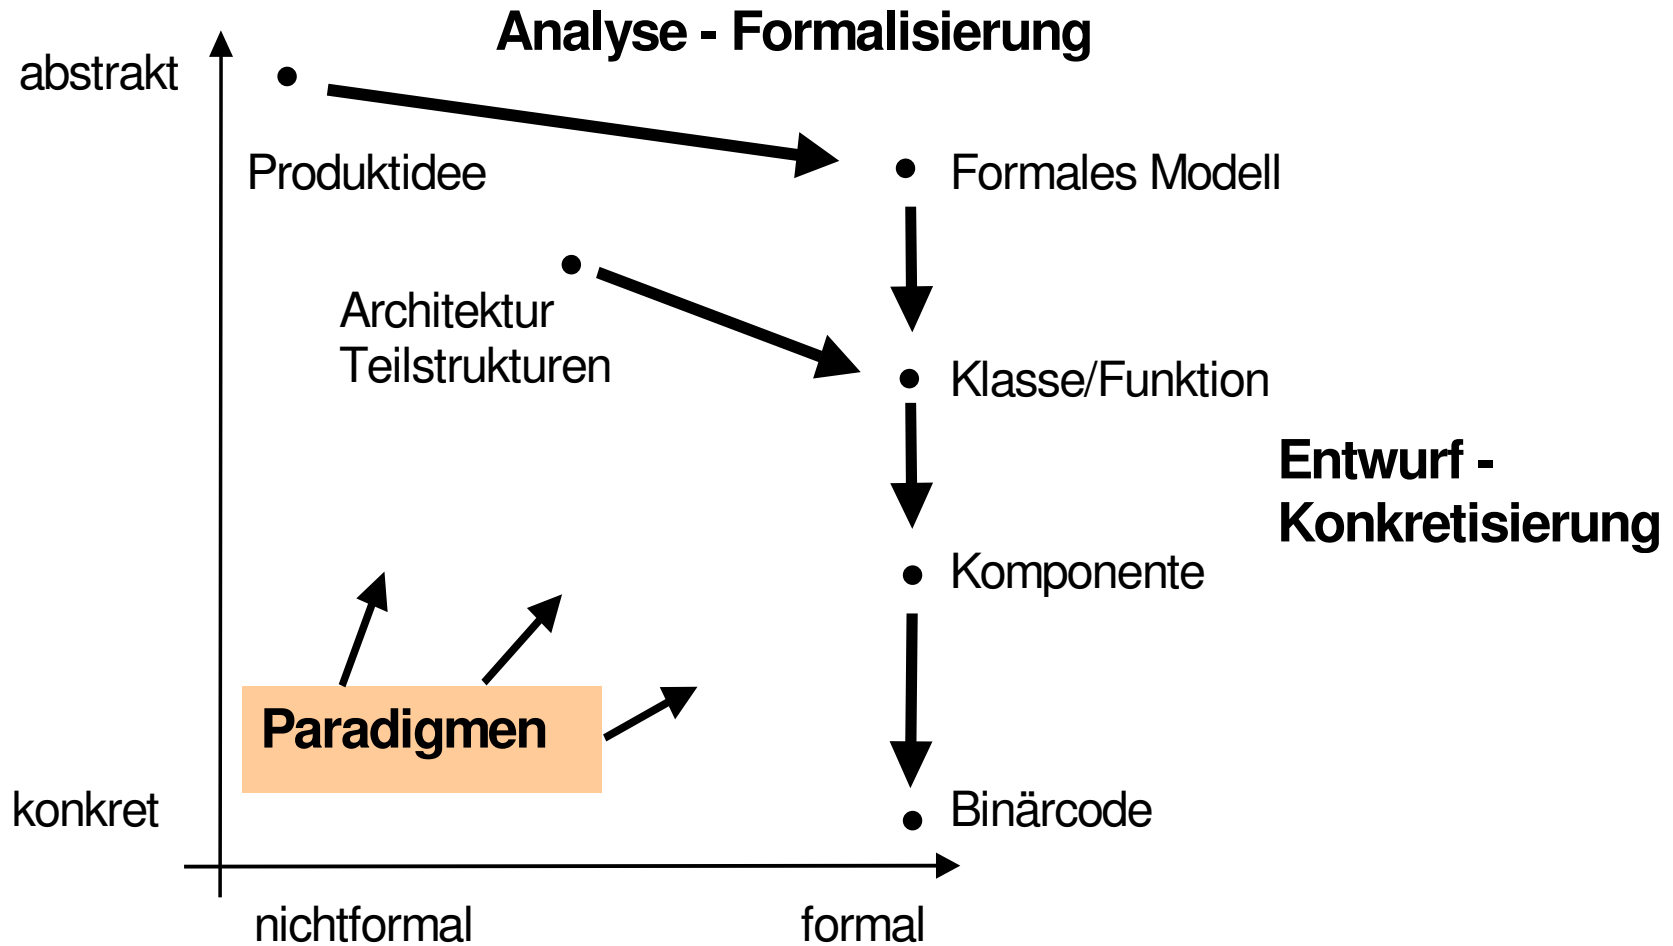 Analyse - Formalisierung
abstrakt
Produktidee
Formales Modell
Architektur
Teilstrukturen
Klasse/Funktion
Entwurf -
Konkretisierung
Komponente
Paradigmen
konkret
Binärcode
nichtformal
formal